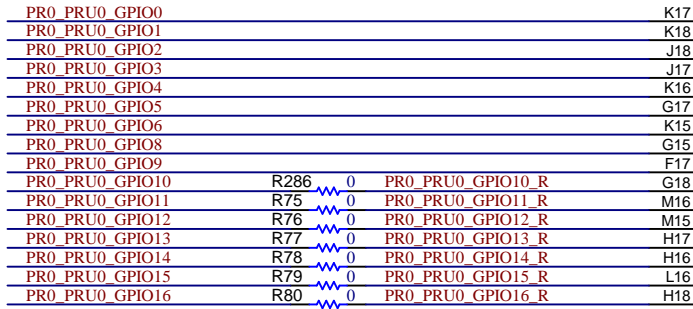 PR0_PRU0_GPIO0 K17
PR0_PRU0_GPIO1 K18
PR0_PRU0_GPIO2 J18
PR0_PRU0_GPIO3 J17
PR0_PRU0_GPIO4 K16
PR0_PRU0_GPIO5 G17
PR0_PRU0_GPIO6 K15
PR0_PRU0_GPIO8 G15
PR0_PRU0_GPIO9 F17
PR0_PRU0_GPIO10 R286 0 PR0_PRU0_GPIO10_R G18
PR0_PRU0_GPIO11 R75 0 PR0_PRU0_GPIO11_R M16
PR0_PRU0_GPIO12 R76 0 PR0_PRU0_GPIO12_R M15
PR0_PRU0_GPIO13 R77 0 PR0_PRU0_GPIO13_R H17
PR0_PRU0_GPIO14 R78 0 PR0_PRU0_GPIO14_R H16
PR0_PRU0_GPIO15 R79 0 PR0_PRU0_GPIO15_R L16
PR0_PRU0_GPIO16 R80 0 PR0_PRU0_GPIO16_R H18